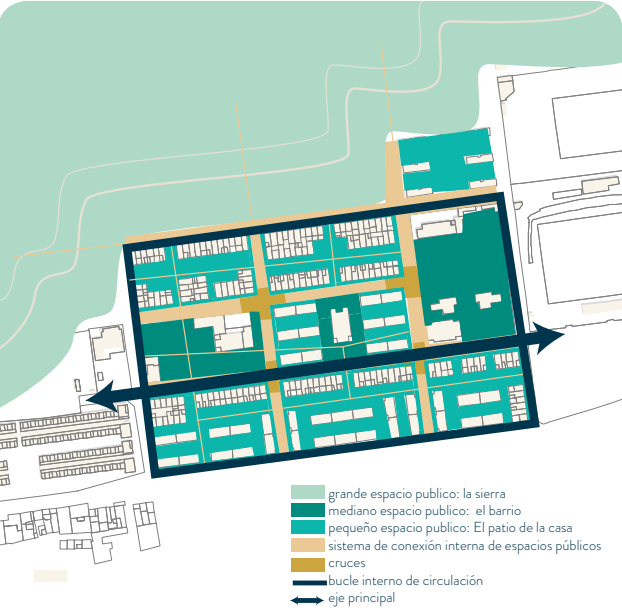 grande espacio publico: la sierra
mediano espacio publico: el barrio
pequeño espacio publico: El patio de la casa
sistema de conexión interna de espacios públicos
cruces
bucle interno de circulación
eje principal